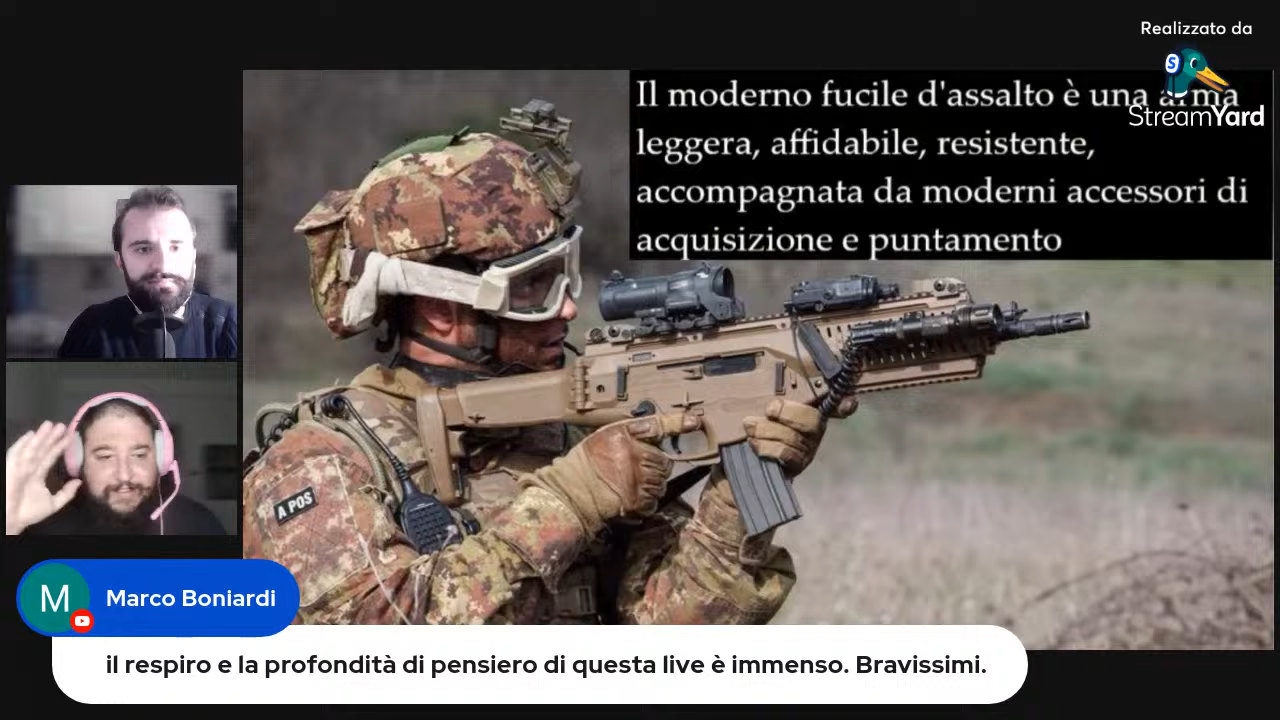 Realizzato da
StreamYard
Il moderno fucile d'assalto è una arma
leggera, affidabile, resistente,
accompagnata da moderni accessori di
acquisizione e puntamento
A POS
M
Marco Boniardi
il respiro e la profondità di pensiero di questa live è immenso. Bravissimi.